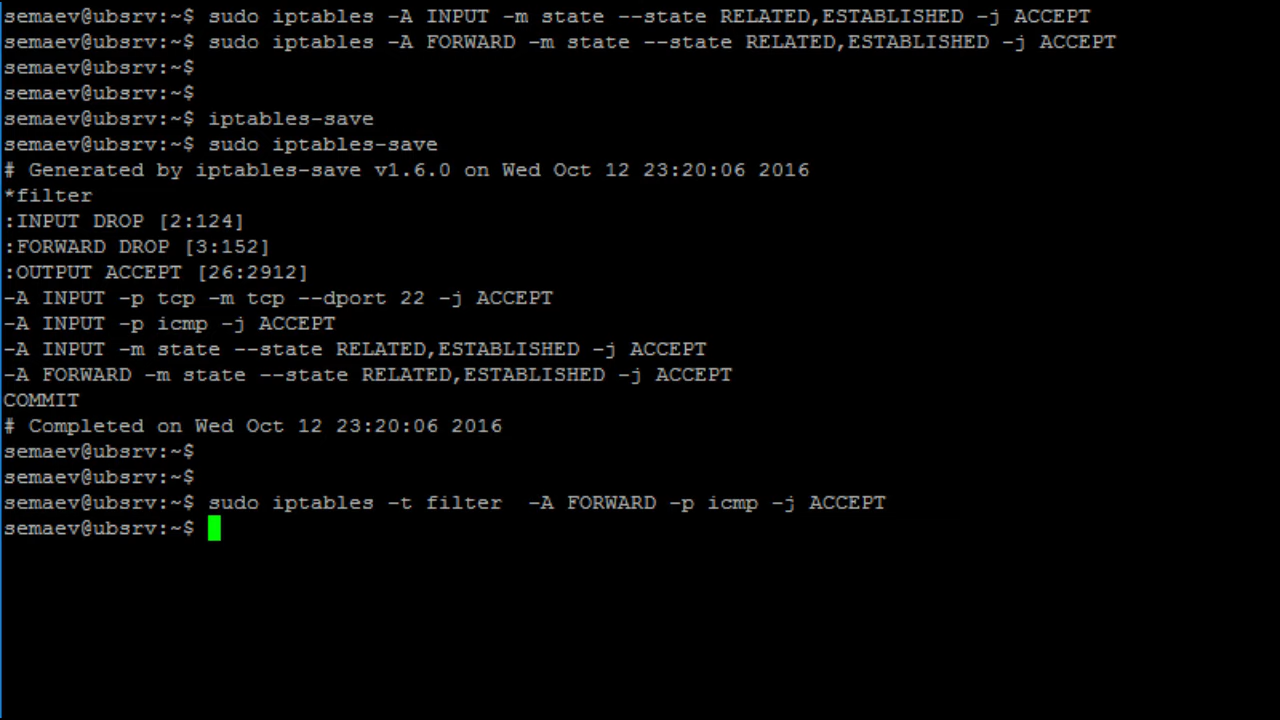 semaev@ubsrv:~$ sudo iptables -A INPUT -m state --state RELATED,ESTABLISHED -j ACCEPT
semaev@ubsrv:~$ sudo iptables -A FORWARD -m state --state RELATED,ESTABLISHED -j ACCEPT
semaev@ubsrv:~$
semaev@ubsrv:~$
semaev@ubsrv:~$ iptables-save
semaev@ubsrv:~$ sudo iptables-save
# Generated by iptables-save v1.6.0 on Wed Oct 12 23:20:06 2016
*filter
:INPUT DROP [2:124]
:FORWARD DROP [3:152]
:OUTPUT ACCEPT [26:2912]
-A INPUT -p tcp -m tcp --dport 22 -j ACCEPT
-A INPUT -p icmp -j ACCEPT
-A INPUT -m state --state RELATED,ESTABLISHED -j ACCEPT
-A FORWARD -m state --state RELATED,ESTABLISHED -j ACCEPT
COMMIT
# Completed on Wed Oct 12 23:20:06 2016
semaev@ubsrv:~$
semaev@ubsrv:~$
semaev@ubsrv:~$ sudo iptables -t filter  -A FORWARD -p icmp -j ACCEPT
semaev@ubsrv:~$